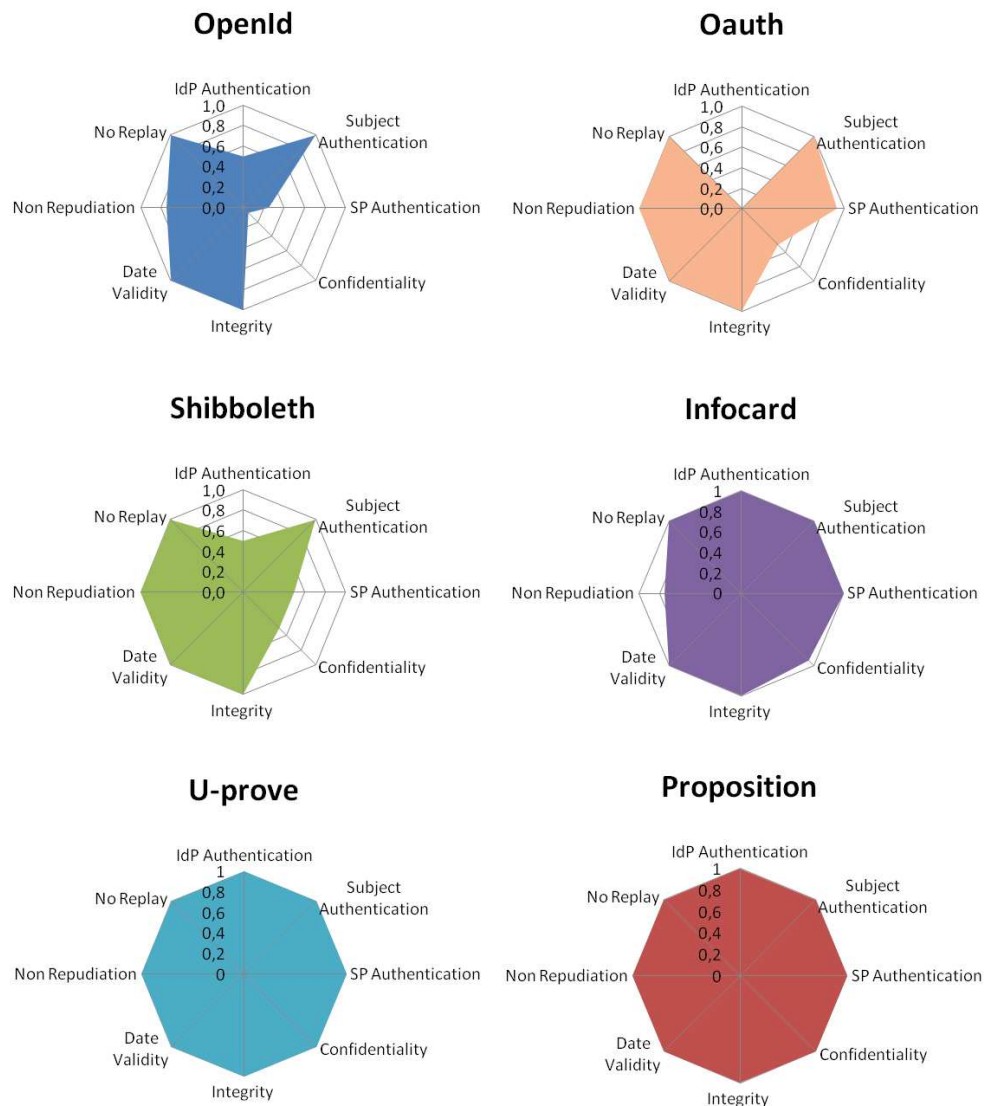 OpenId
IdP Authentication
1,0
0,8
0,6
0,4
0,2
0,0
Subject
Authentication
SP Authentication
Confidentiality
Integrity
Date
Validity
Non Repudiation
No Replay
Oauth
IdP Authentication
1,0
0,8
0,6
0,4
0,2
0,0
Subject
Authentication
SP Authentication
Confidentiality
Integrity
Date
Validity
Non Repudiation
No Replay
Shibboleth
IdP Authentication
1,0
0,8
0,6
0,4
0,2
0,0
Subject
Authentication
SP Authentication
Confidentiality
Integrity
Date
Validity
Non Repudiation
No Replay
Infocard
IdP Authentication
1
0,8
0,6
0,4
0,2
0
Subject
Authentication
SP Authentication
Confidentiality
Integrity
Date
Validity
Non Repudiation
No Replay
U-prove
IdP Authentication
1
0,8
0,6
0,4
0,2
0
Subject
Authentication
SP Authentication
Confidentiality
Integrity
Date
Validity
Non Repudiation
No Replay
Proposition
IdP Authentication
1
0,8
0,6
0,4
0,2
0
Subject
Authentication
SP Authentication
Confidentiality
Integrity
Date
Validity
Non Repudiation
No Replay